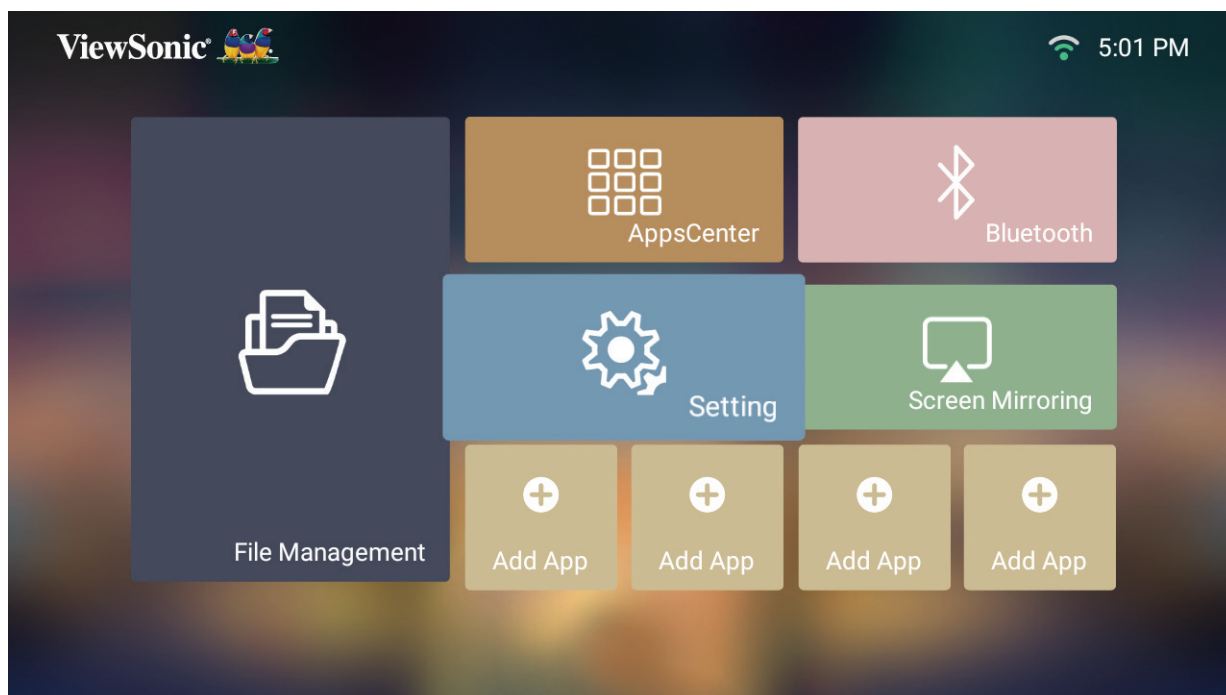 ViewSonic®
5:01 PM
AppsCenter
Bluetooth
Setting
Screen Mirroring
File Management
Add App
Add App
Add App
Add App